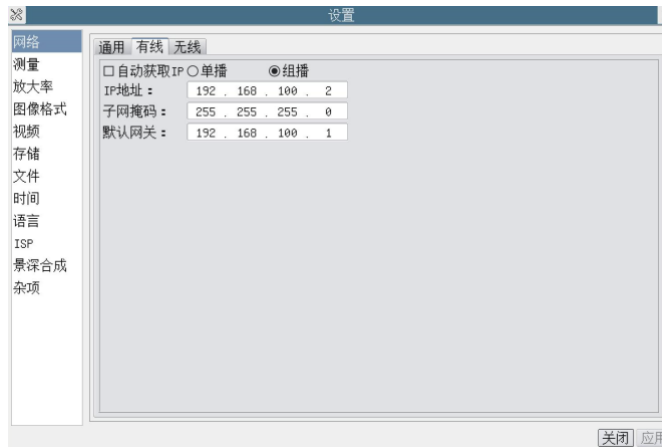 设置
网络
测量
放大率
图像格式
视频
存储
文件
时间
语言
ISP
景深合成
杂项
通用 有线 无线
自动获取IP 单播 组播
IP地址： 192 . 168 . 100 . 2
子网掩码： 255 . 255 . 255 . 0
默认网关： 192 . 168 . 100 . 1
关闭 应用